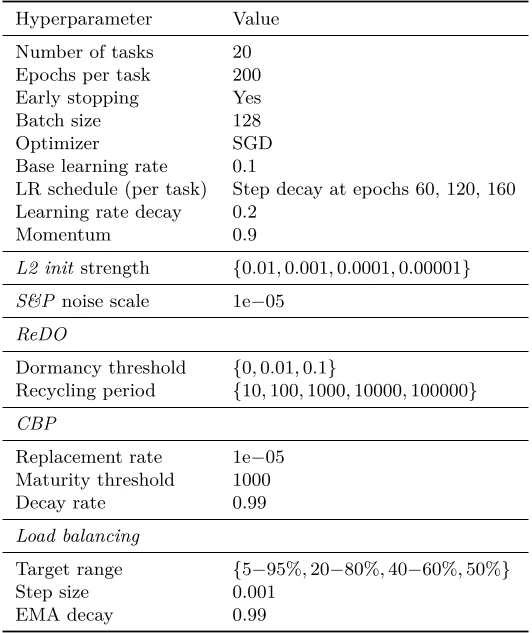 Hyperparameter Value
Number of tasks 20
Epochs per task 200
Early stopping Yes
Batch size 128
Optimizer SGD
Base learning rate 0.1
LR schedule (per task) Step decay at epochs 60, 120, 160
Learning rate decay 0.2
Momentum 0.9
L2 init strength {0.01, 0.001, 0.0001, 0.00001}
S&P noise scale 1e−05
ReDO
Dormancy threshold {0, 0.01, 0.1}
Recycling period {10, 100, 1000, 10000, 100000}
CBP
Replacement rate 1e−05
Maturity threshold 1000
Decay rate 0.99
Load balancing
Target range {5−95%, 20−80%, 40−60%, 50%}
Step size 0.001
EMA decay 0.99